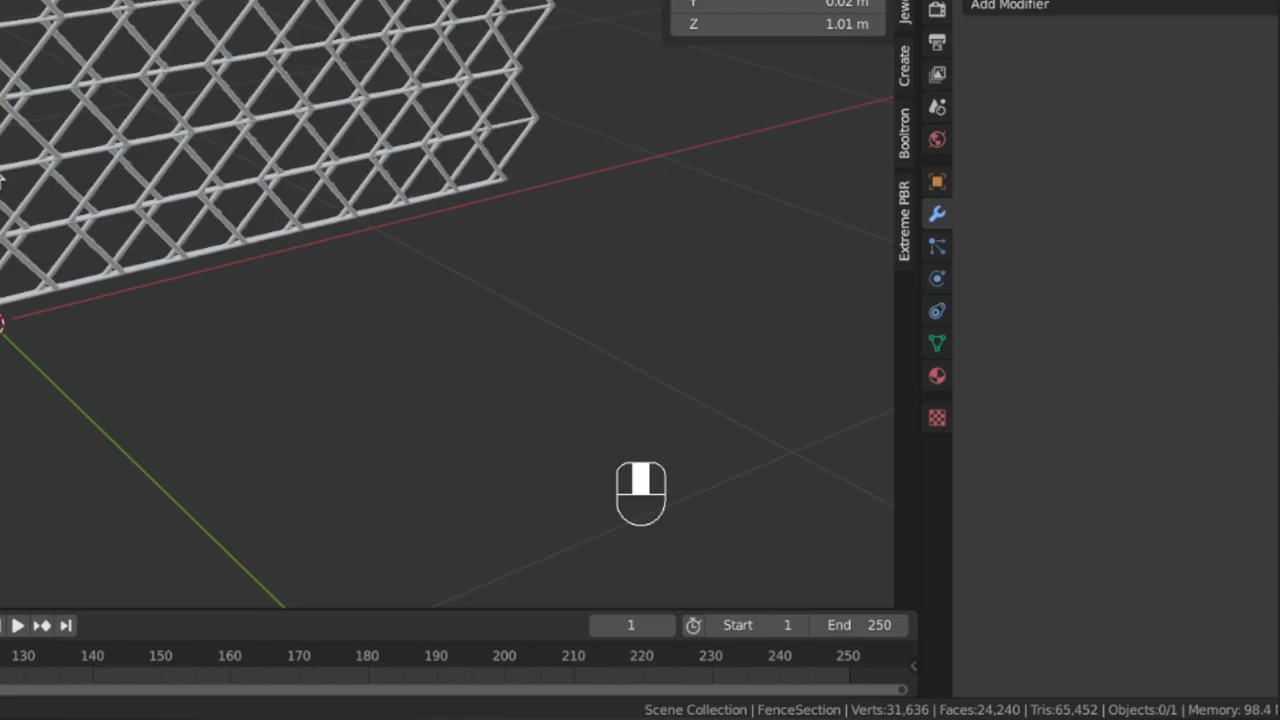 Y 0.02 m
Z 1.01 m
Add Modifier
Create
Booltron
Extreme PBR
1
Start 1
End 250
130 140 150 160 170 180 190 200 210 220 230 240 250
Scene Collection | FenceSection | Verts:31,636 | Faces:24,240 | Tris:65,452 | Objects:0/1 | Memory: 98.4